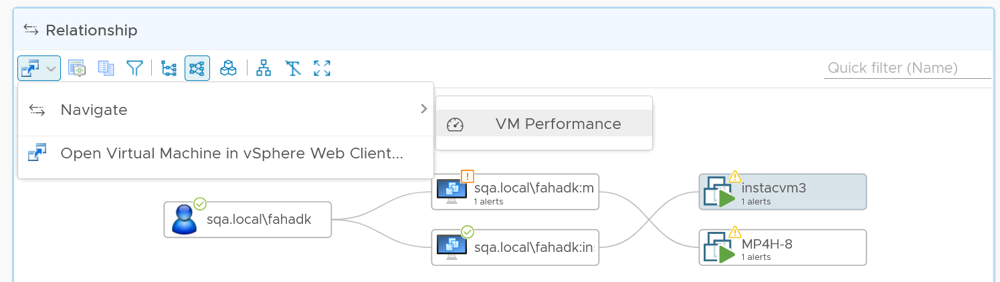 Relationship
Quick filter (Name)
Navigate
VM Performance
Open Virtual Machine in vSphere Web Client...
sqa.local\fahadk:m
1 alerts
instacvm3
1 alerts
sqa.local\fahadk
sqa.local\fahadk:in
MP4H-8
1 alerts